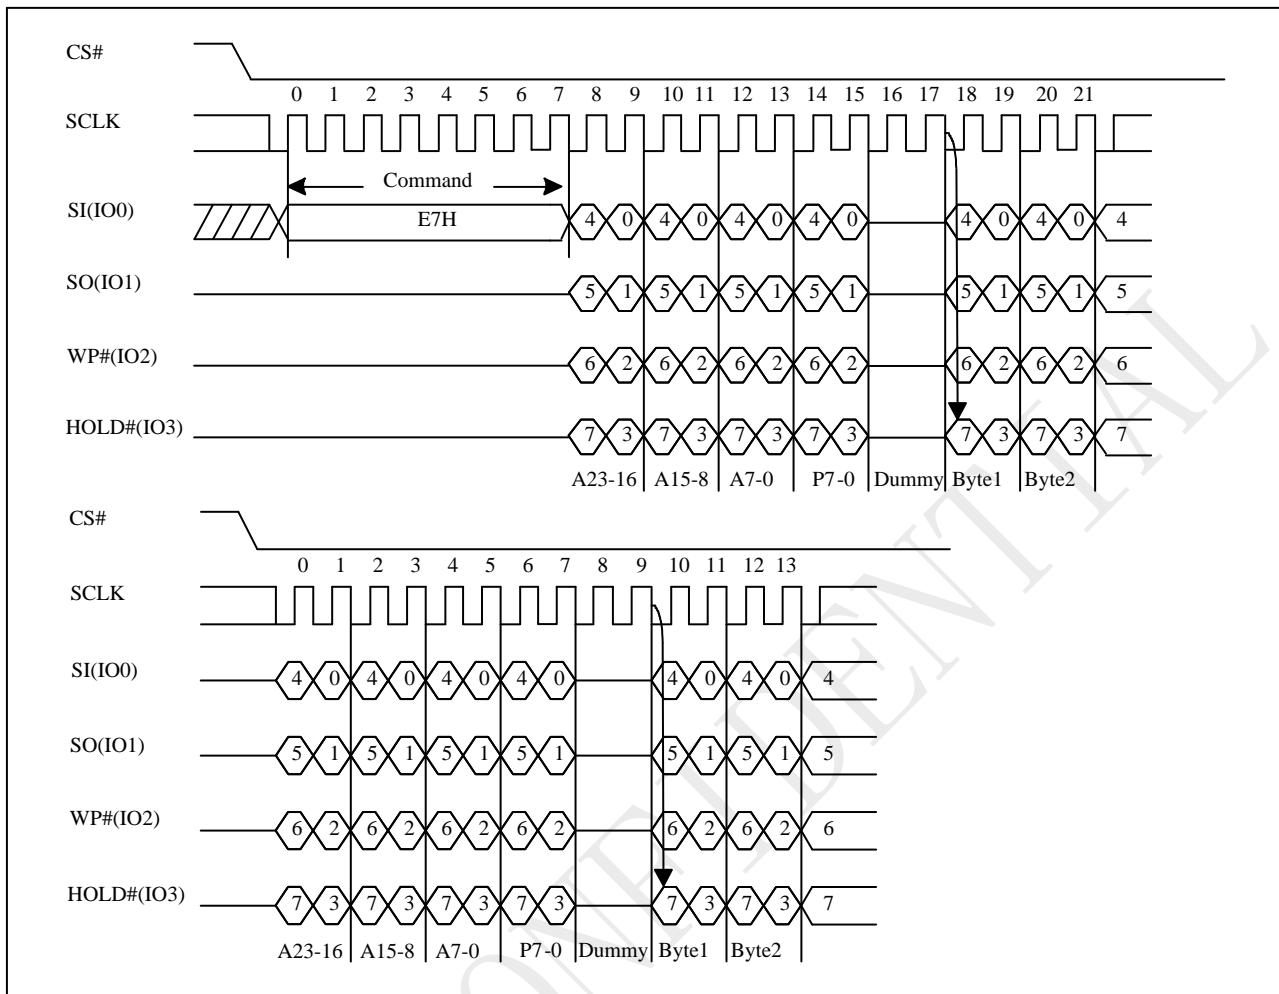 CS#
0 1 2 3 4 5 6 7 8 9 10 11 12 13 14 15 16 17 18 19 20 21
SCLK
Command
SI(IO0) E7H 4 0 4 0 4 0 4 0 4 0 4 0 4
SO(IO1) 5 1 5 1 5 1 5 1 5 1 5 1 5
WP#(IO2) 6 2 6 2 6 2 6 2 6 2 6 2 6
HOLD#(IO3) 7 3 7 3 7 3 7 3 7 3 7 3 7
A23-16 A15-8 A7-0 P7-0 Dummy Byte1 Byte2
CS#
0 1 2 3 4 5 6 7 8 9 10 11 12 13
SCLK
SI(IO0) 4 0 4 0 4 0 4 0 4 0 4 0 4
SO(IO1) 5 1 5 1 5 1 5 1 5 1 5 1 5
WP#(IO2) 6 2 6 2 6 2 6 2 6 2 6 2 6
HOLD#(IO3) 7 3 7 3 7 3 7 3 7 3 7 3 7
A23-16 A15-8 A7-0 P7-0 Dummy Byte1 Byte2